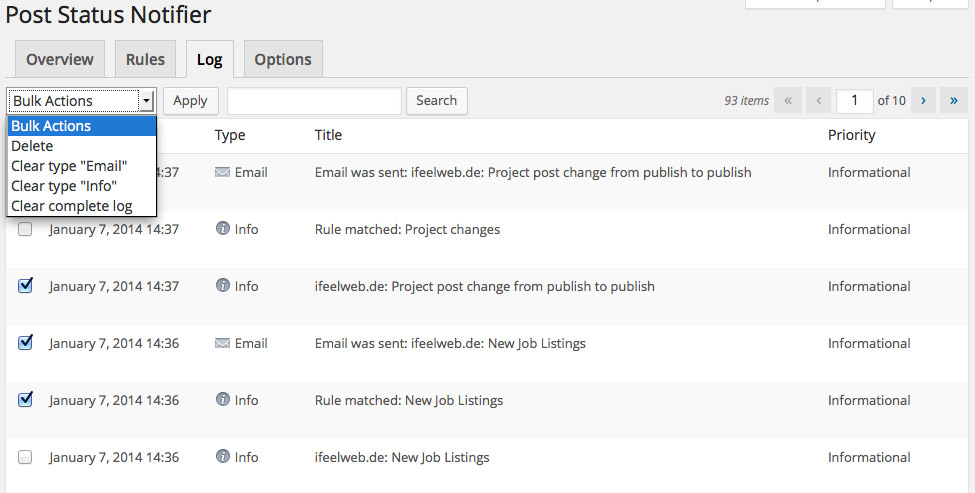 Post Status Notifier
Overview Rules Log Options
Bulk Actions Apply Search 93 items « ‹ 1 of 10 › »
Bulk Actions
Delete
Clear type "Email"
Clear type "Info"
Clear complete log
Type Title Priority
:37 Email Email was sent: ifeelweb.de: Project post change from publish to publish Informational
January 7, 2014 14:37 Info Rule matched: Project changes Informational
January 7, 2014 14:37 Info ifeelweb.de: Project post change from publish to publish Informational
January 7, 2014 14:36 Email Email was sent: ifeelweb.de: New Job Listings Informational
January 7, 2014 14:36 Info Rule matched: New Job Listings Informational
January 7, 2014 14:36 Info ifeelweb.de: New Job Listings Informational